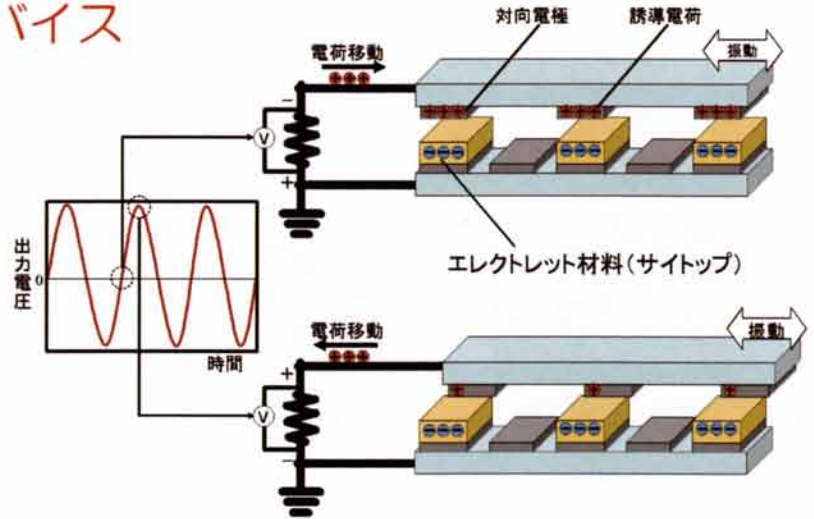 バイス
対向電極
誘導電荷
電荷移動
振動
V
−
+
出力電圧
0
時間
エレクトレット材料(サイトップ)
電荷移動
振動
+
V
−